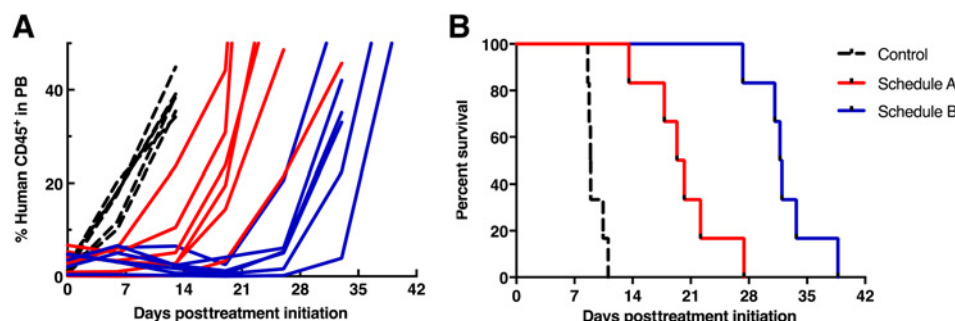 A
% Human CD45⁺ in PB
40
20
0
0 7 14 21 28 35 42
Days posttreatment initiation
B
Percent survival
100
80
60
40
20
0
0 7 14 21 28 35 42
Days posttreatment initiation
Control
Schedule A
Schedule B